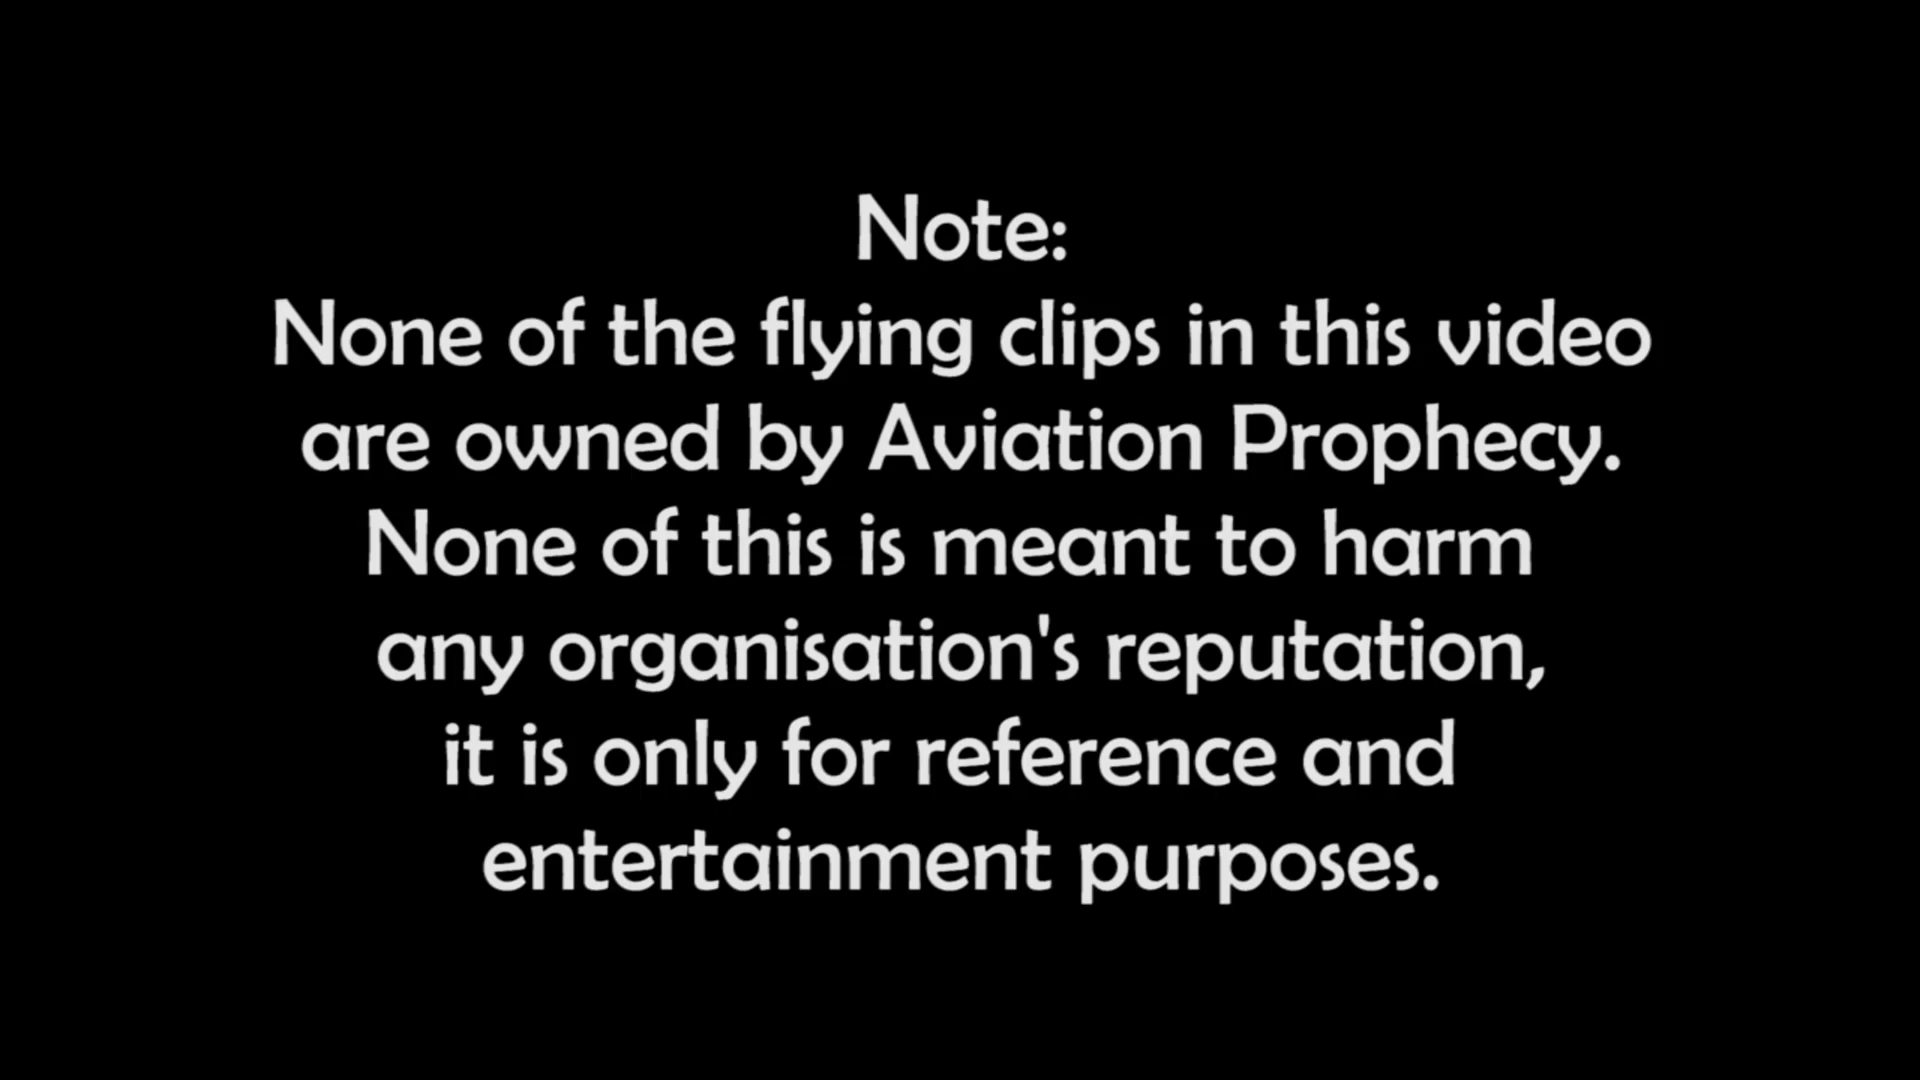 Note:
None of the flying clips in this video
are owned by Aviation Prophecy.
None of this is meant to harm
any organisation's reputation,
it is only for reference and
entertainment purposes.